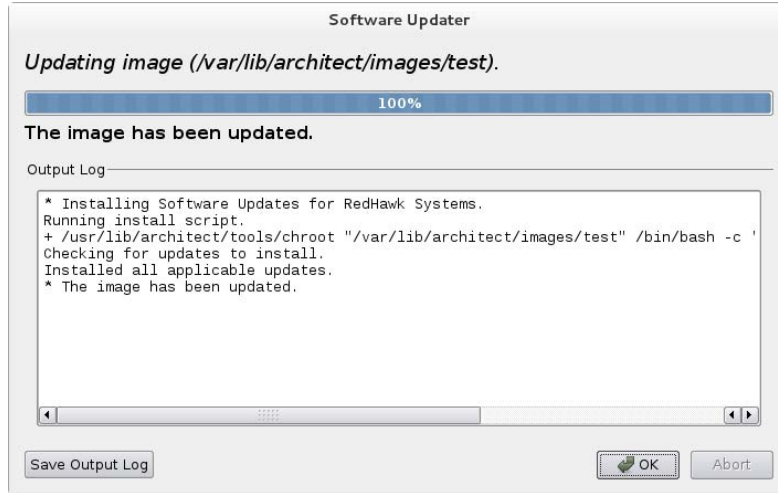 Software Updater
Updating image (/var/lib/architect/images/test).
100%
The image has been updated.
Output Log
* Installing Software Updates for RedHawk Systems.
Running install script.
+ /usr/lib/architect/tools/chroot "/var/lib/architect/images/test" /bin/bash -c '
Checking for updates to install.
Installed all applicable updates.
* The image has been updated.
Save Output Log
OK
Abort